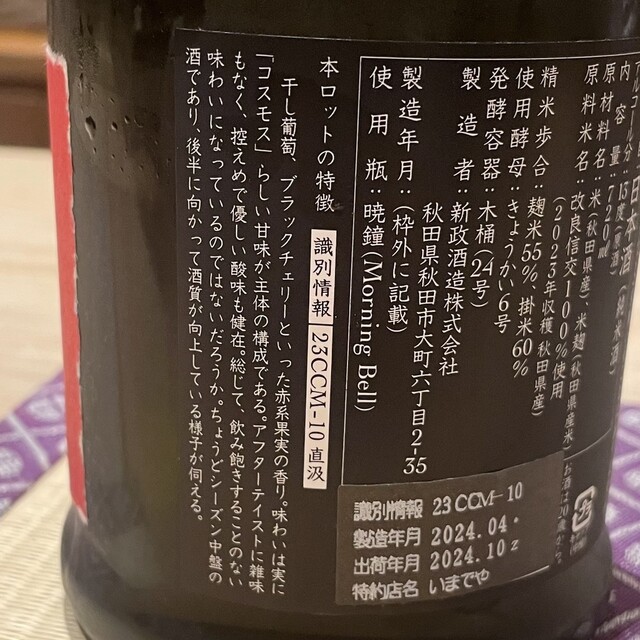 日本酒(純米酒)
アルコール分:15度(原酒)
内容量:720ml
原材料名:米(秋田県産)、米麹(秋田県産米)
原料米名:改良信交100%使用
(2023年収穫 秋田県産)
精米歩合:麹米55%、掛米60%
使用酵母:きょうかい6号
発酵容器:木桶(24号)
製造者:新政酒造株式会社
秋田県秋田市大町六丁目2-35
製造年月:(枠外に記載)
使用瓶:暁鐘(Morning Bell)
本ロットの特徴 識別情報 23CCM-10 直汲
干し葡萄、ブラックチェリーといった赤系果実の香り。味わいは実に
「コスモス」らしい甘味が主体の構成である。アフターテイストに雑味
もなく、控えめで優しい酸味も健在。総じて、飲み飽きすることのない
味わいになっているのではないだろうか。ちょうどシーズン中盤の
酒であり、後半に向かって酒質が向上している様子が伺える。
お酒は20歳から。
識別情報 23CCM-10
製造年月 2024.04.
出荷年月 2024.10z
特約店名 いまでや